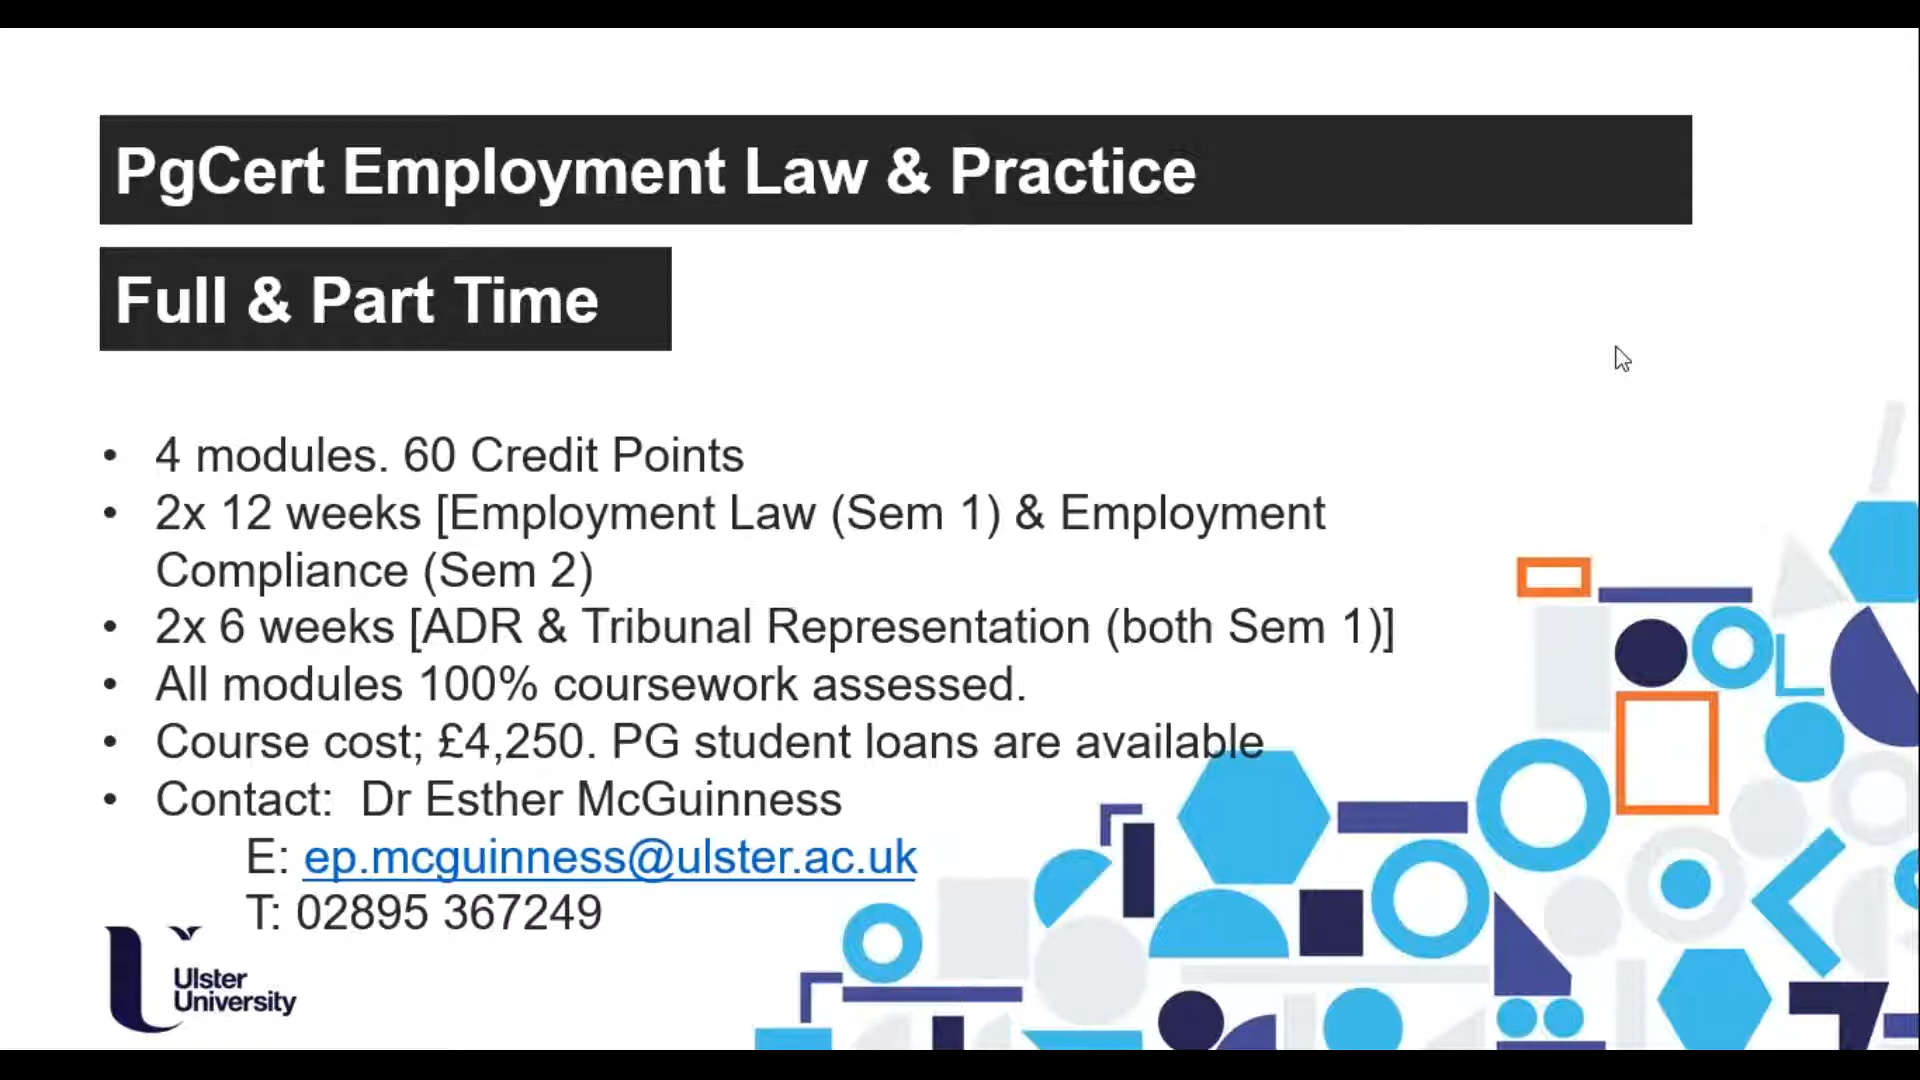 PgCert Employment Law & Practice
Full & Part Time
• 4 modules. 60 Credit Points
• 2x 12 weeks [Employment Law (Sem 1) & Employment
Compliance (Sem 2)
• 2x 6 weeks [ADR & Tribunal Representation (both Sem 1)]
• All modules 100% coursework assessed.
• Course cost; £4,250. PG student loans are available
• Contact:  Dr Esther McGuinness
E: ep.mcguinness@ulster.ac.uk
T: 02895 367249
Ulster
University